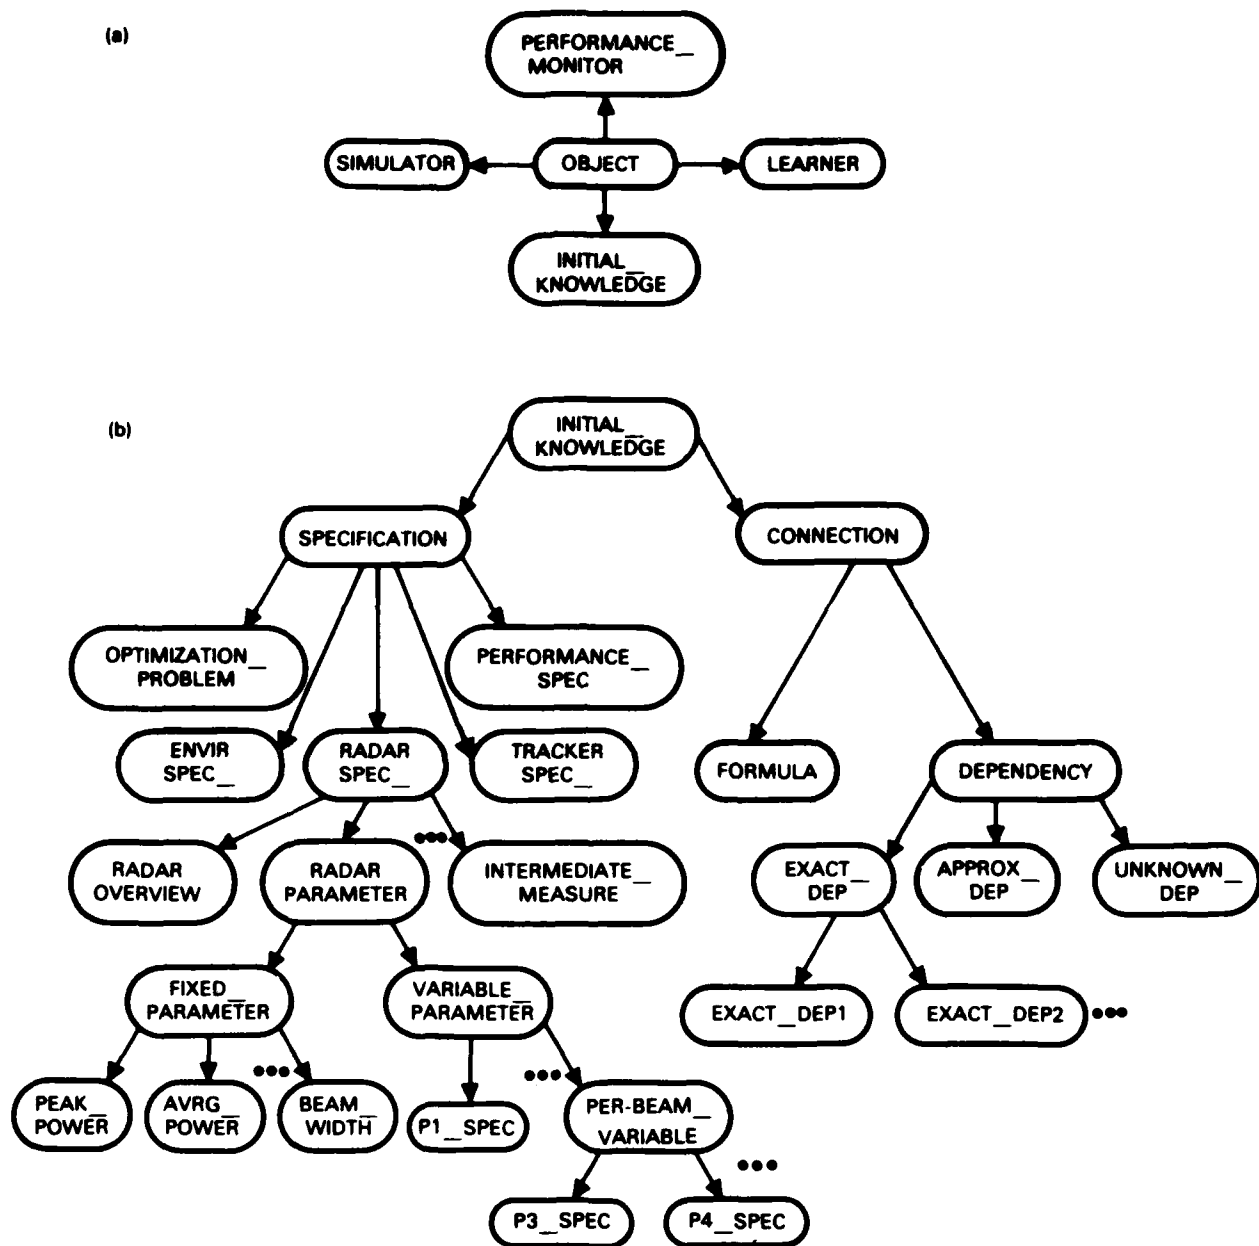 (a)
PERFORMANCE_
MONITOR
SIMULATOR
OBJECT
LEARNER
INITIAL_
KNOWLEDGE
(b)
INITIAL_
KNOWLEDGE
SPECIFICATION
CONNECTION
OPTIMIZATION_
PROBLEM
PERFORMANCE_
SPEC
ENVIR
SPEC_
RADAR
SPEC_
TRACKER
SPEC_
FORMULA
DEPENDENCY
RADAR
OVERVIEW
RADAR
PARAMETER
•••
INTERMEDIATE_
MEASURE
EXACT_
DEP
APPROX_
DEP
UNKNOWN_
DEP
FIXED_
PARAMETER
VARIABLE_
PARAMETER
EXACT_DEP1
EXACT_DEP2
•••
PEAK_
POWER
AVRG_
POWER
•••
BEAM_
WIDTH
P1_SPEC
•••
PER-BEAM_
VARIABLE
•••
P3_SPEC
P4_SPEC